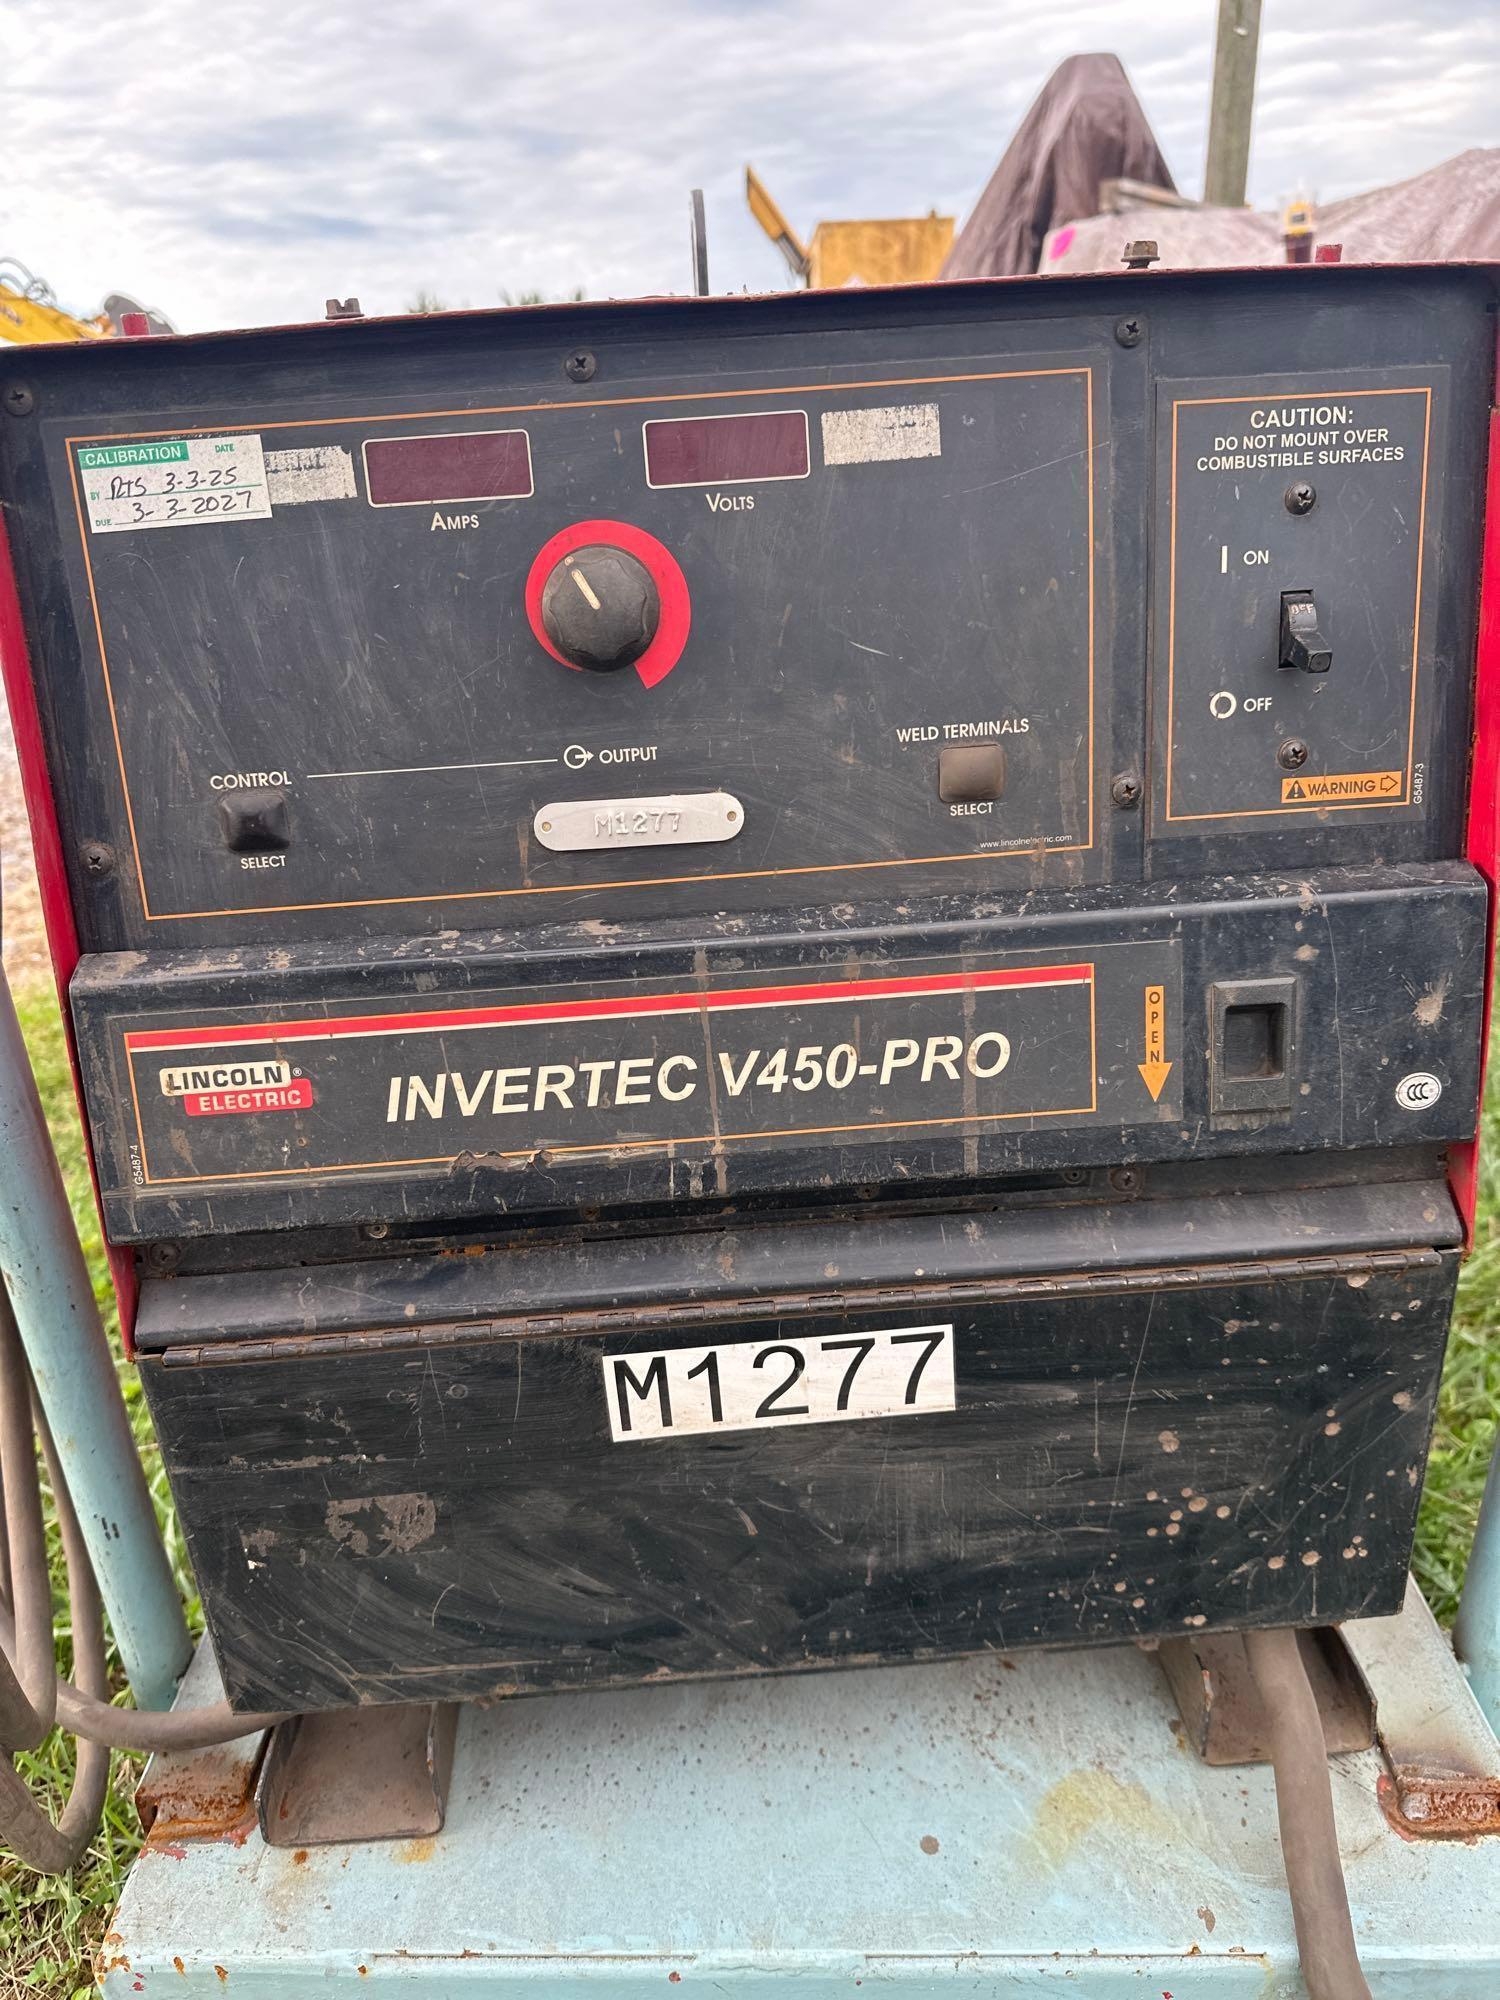 CALIBRATION DATE
BY RTS 3-3-25
DUE 3-3-2027
AMPS
VOLTS
CAUTION:
DO NOT MOUNT OVER
COMBUSTIBLE SURFACES
ON
OFF
OFF
WARNING
G5487-3
CONTROL
SELECT
OUTPUT
M1277
WELD TERMINALS
SELECT
www.lincolnelectric.com
LINCOLN ®
ELECTRIC
INVERTEC V450-PRO
G5487-4
OPEN
CCC
M1277